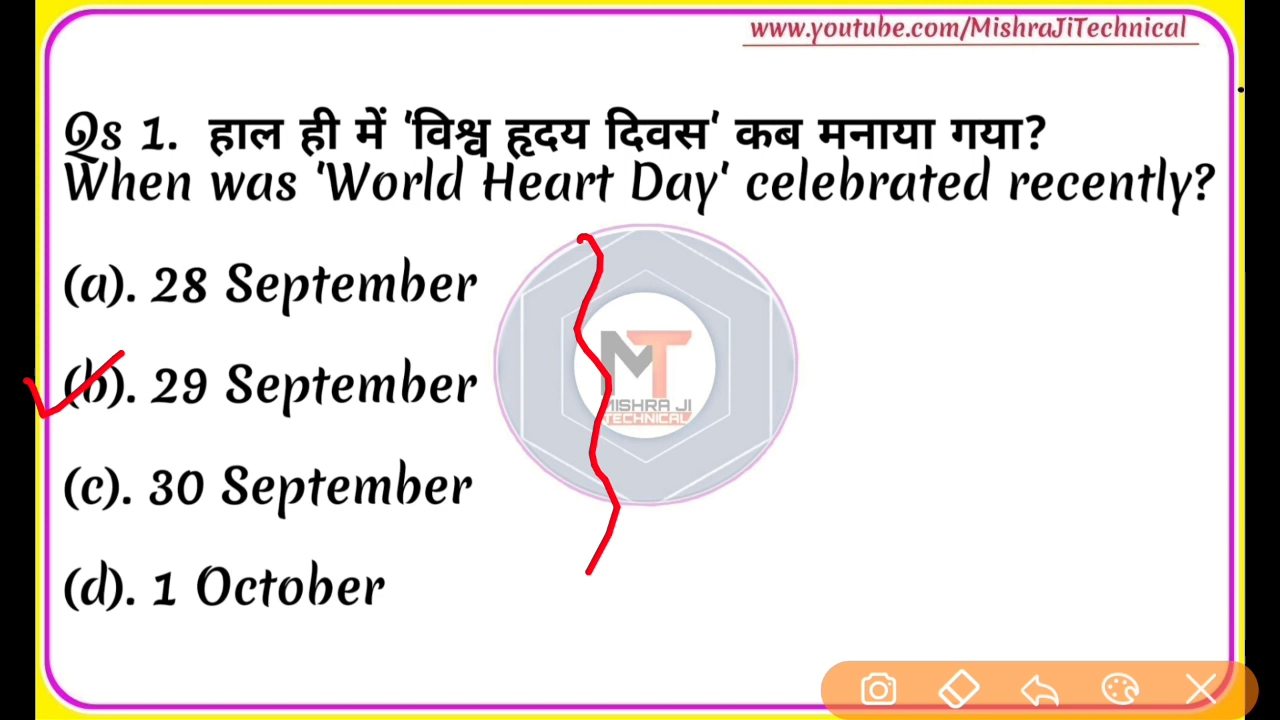 www.youtube.com/MishraJiTechnical
Qs 1. हाल ही में 'विश्व हृदय दिवस' कब मनाया गया?
When was 'World Heart Day' celebrated recently?
(a). 28 September
(b). 29 September
(c). 30 September
(d). 1 October
MT
MISHRA JI
TECHNICAL